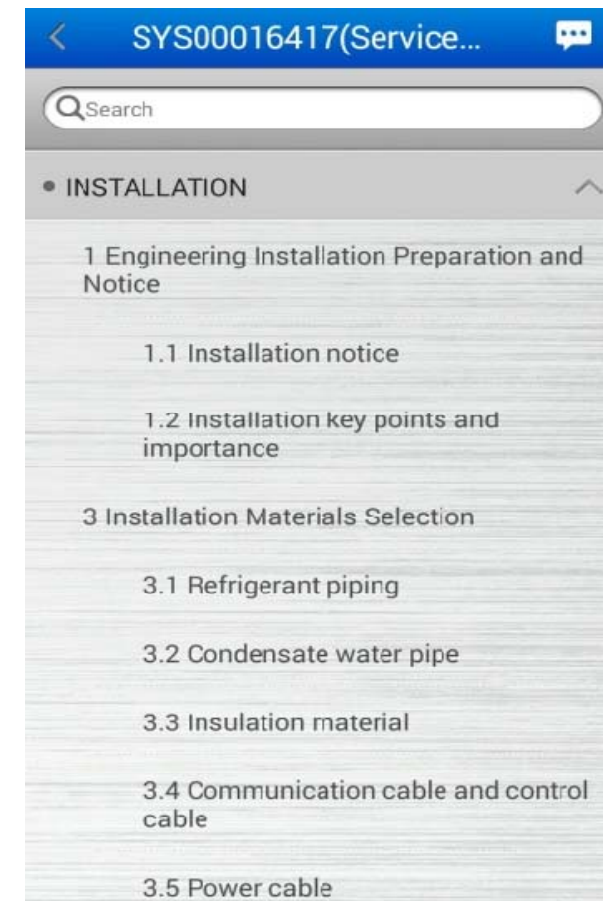 SYS00016417(Service...
Search
INSTALLATION
1 Engineering Installation Preparation and
Notice
1.1 Installation notice
1.2 Installation key points and
importance
3 Installation Materials Selection
3.1 Refrigerant piping
3.2 Condensate water pipe
3.3 Insulation material
3.4 Communication cable and control
cable
3.5 Power cable